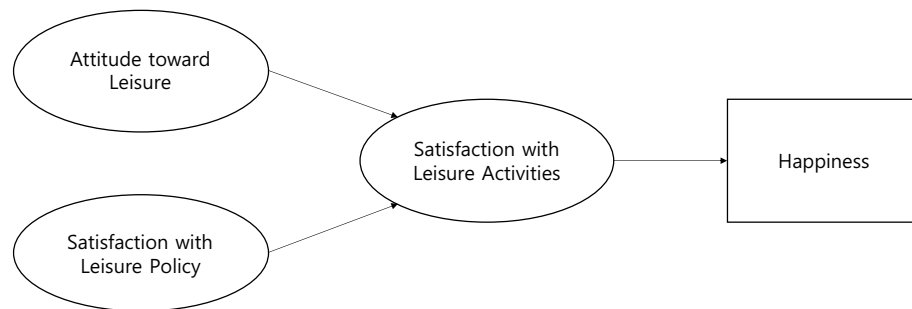 Attitude toward
Leisure
Satisfaction with
Leisure Activities
Happiness
Satisfaction with
Leisure Policy